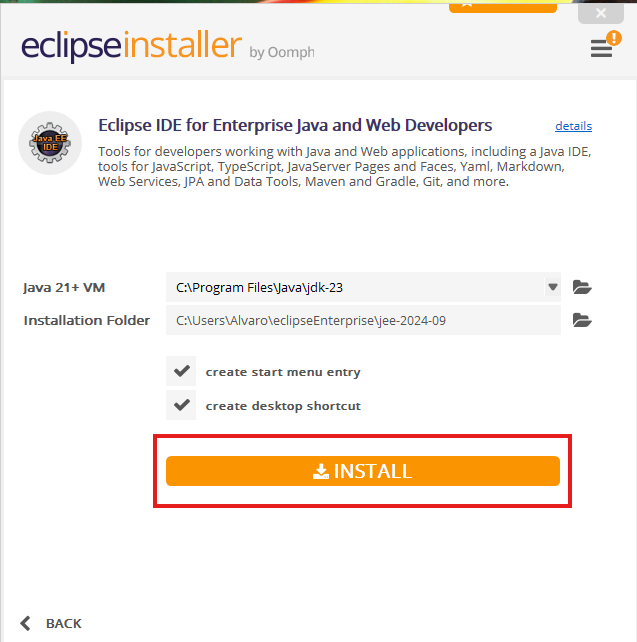 eclipseinstaller by Oomph
!
Java EE
IDE
Eclipse IDE for Enterprise Java and Web Developers
details
Tools for developers working with Java and Web applications, including a Java IDE,
tools for JavaScript, TypeScript, JavaServer Pages and Faces, Yaml, Markdown,
Web Services, JPA and Data Tools, Maven and Gradle, Git, and more.
Java 21+ VM
C:\Program Files\Java\jdk-23
Installation Folder
C:\Users\Alvaro\eclipseEnterprise\jee-2024-09
create start menu entry
create desktop shortcut
INSTALL
BACK